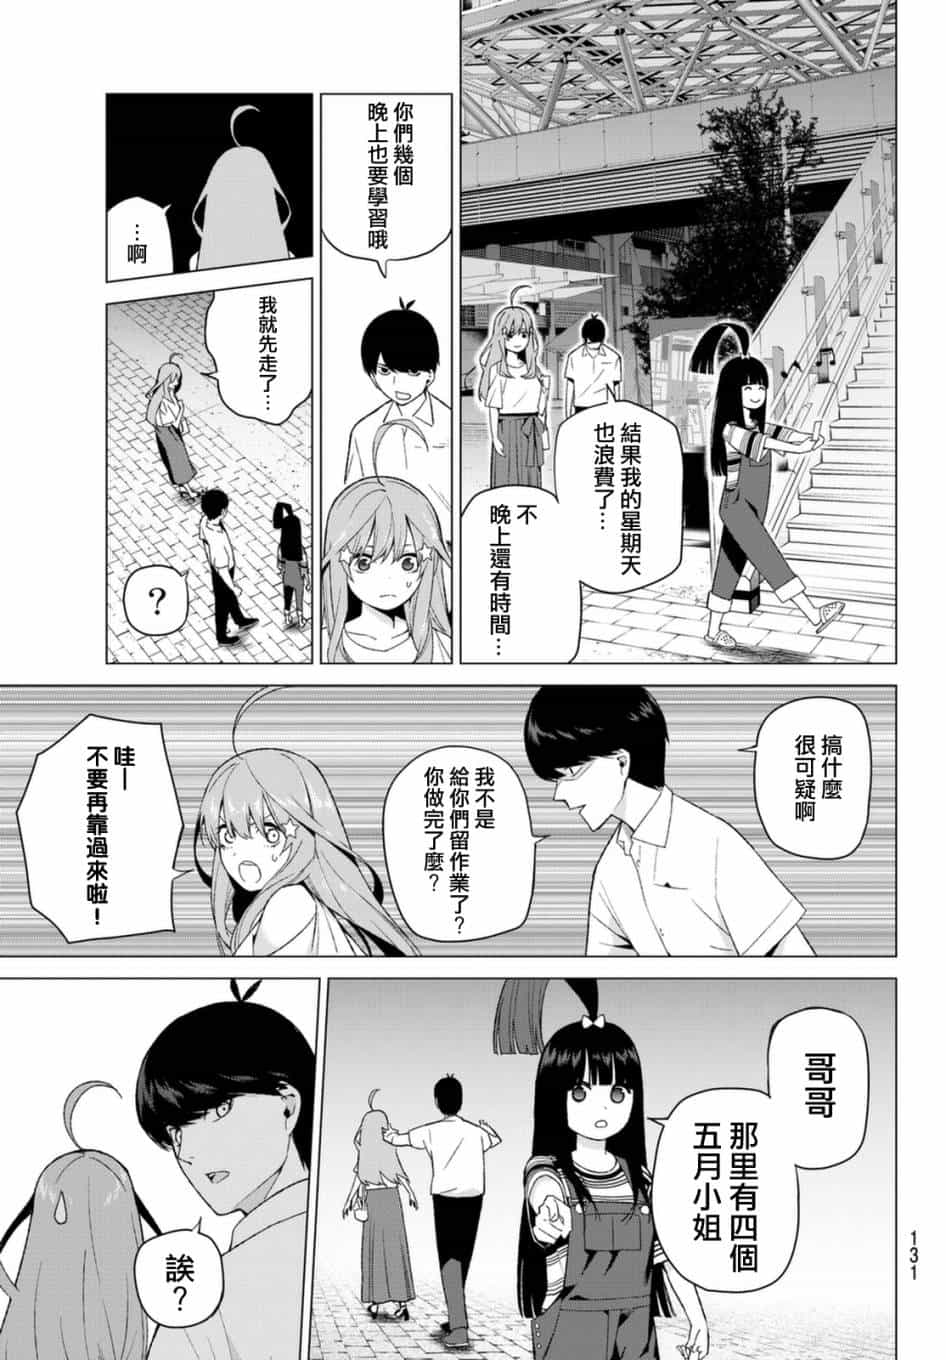 結果我的星期天
也浪費了…
不
晚上還有時間…
你們幾個
晚上也要學習哦
…啊
我就先走了…
？
搞什麼
很可疑啊
我不是
給你們留作業了？
你做完了麼？
哇—
不要再靠過來啦！
哥哥
那里有四個
五月小姐
誒？
131